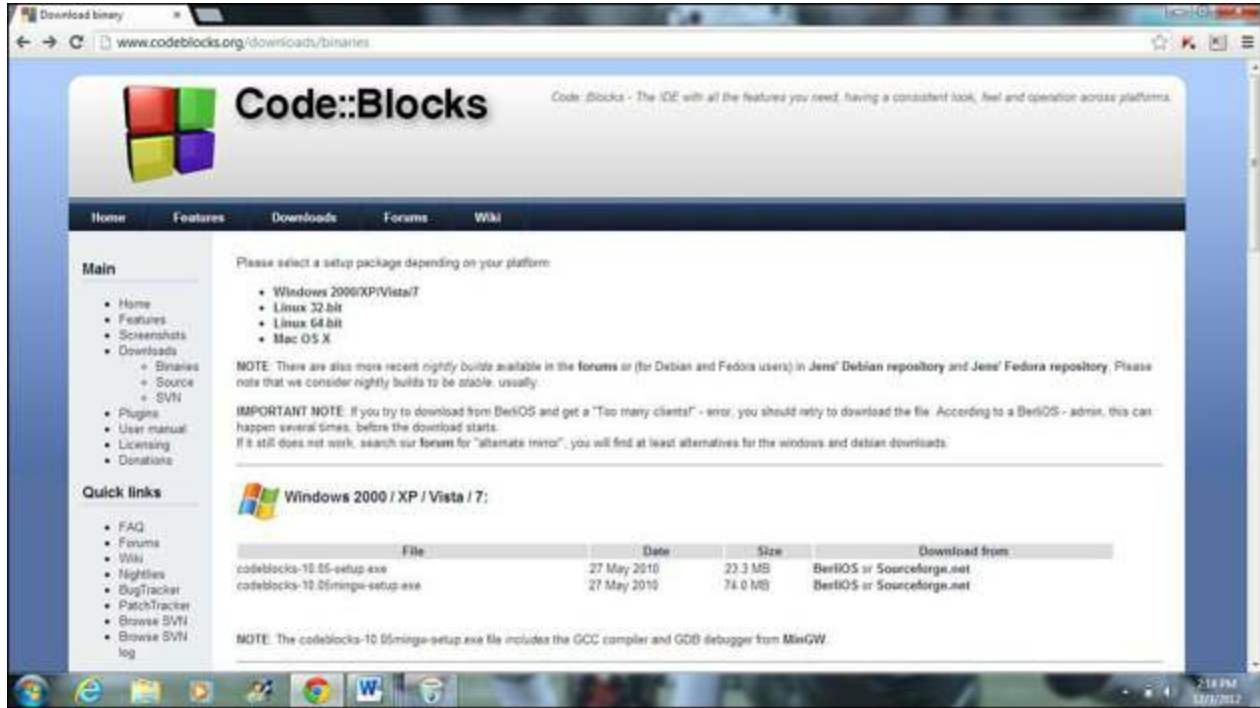 Download binary
www.codeblocks.org/downloads/binaries
Code::Blocks
Code::Blocks - The IDE with all the features you need, having a consistent look, feel and operation across platforms.
Home Features Downloads Forums Wiki
Main
Home
Features
Screenshots
Downloads
Binaries
Source
SVN
Plugins
User manual
Licensing
Donations
Quick links
FAQ
Forums
Wiki
Nightlies
BugTracker
PatchTracker
Browse SVN
Browse SVN
log
Please select a setup package depending on your platform:
Windows 2000/XP/Vista/7
Linux 32-bit
Linux 64-bit
Mac OS X
NOTE: There are also more recent nightly builds available in the forums or (for Debian and Fedora users) in Jens' Debian repository and Jens' Fedora repository. Please
note that we consider nightly builds to be stable, usually.
IMPORTANT NOTE: If you try to download from BerliOS and get a "Too many clients!" - error, you should retry to download the file. According to a BerliOS - admin, this can
happen several times, before the download starts.
If it still does not work, search our forum for "alternate mirror", you will find at least alternatives for the windows and debian downloads.
Windows 2000 / XP / Vista / 7:
File Date Size Download from
codeblocks-10.05-setup.exe 27 May 2010 23.3 MB BerliOS or Sourceforge.net
codeblocks-10.05mingw-setup.exe 27 May 2010 74.0 MB BerliOS or Sourceforge.net
NOTE: The codeblocks-10.05mingw-setup.exe file includes the GCC compiler and GDB debugger from MinGW.
2:18 PM